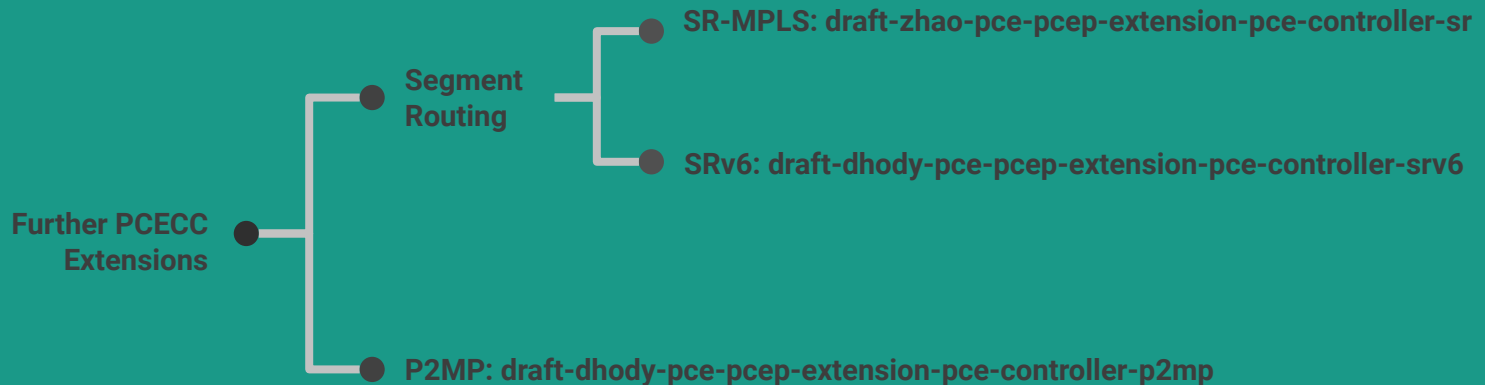 Further PCECC
Extensions
Segment
Routing
SR-MPLS: draft-zhao-pce-pcep-extension-pce-controller-sr
SRv6: draft-dhody-pce-pcep-extension-pce-controller-srv6
P2MP: draft-dhody-pce-pcep-extension-pce-controller-p2mp